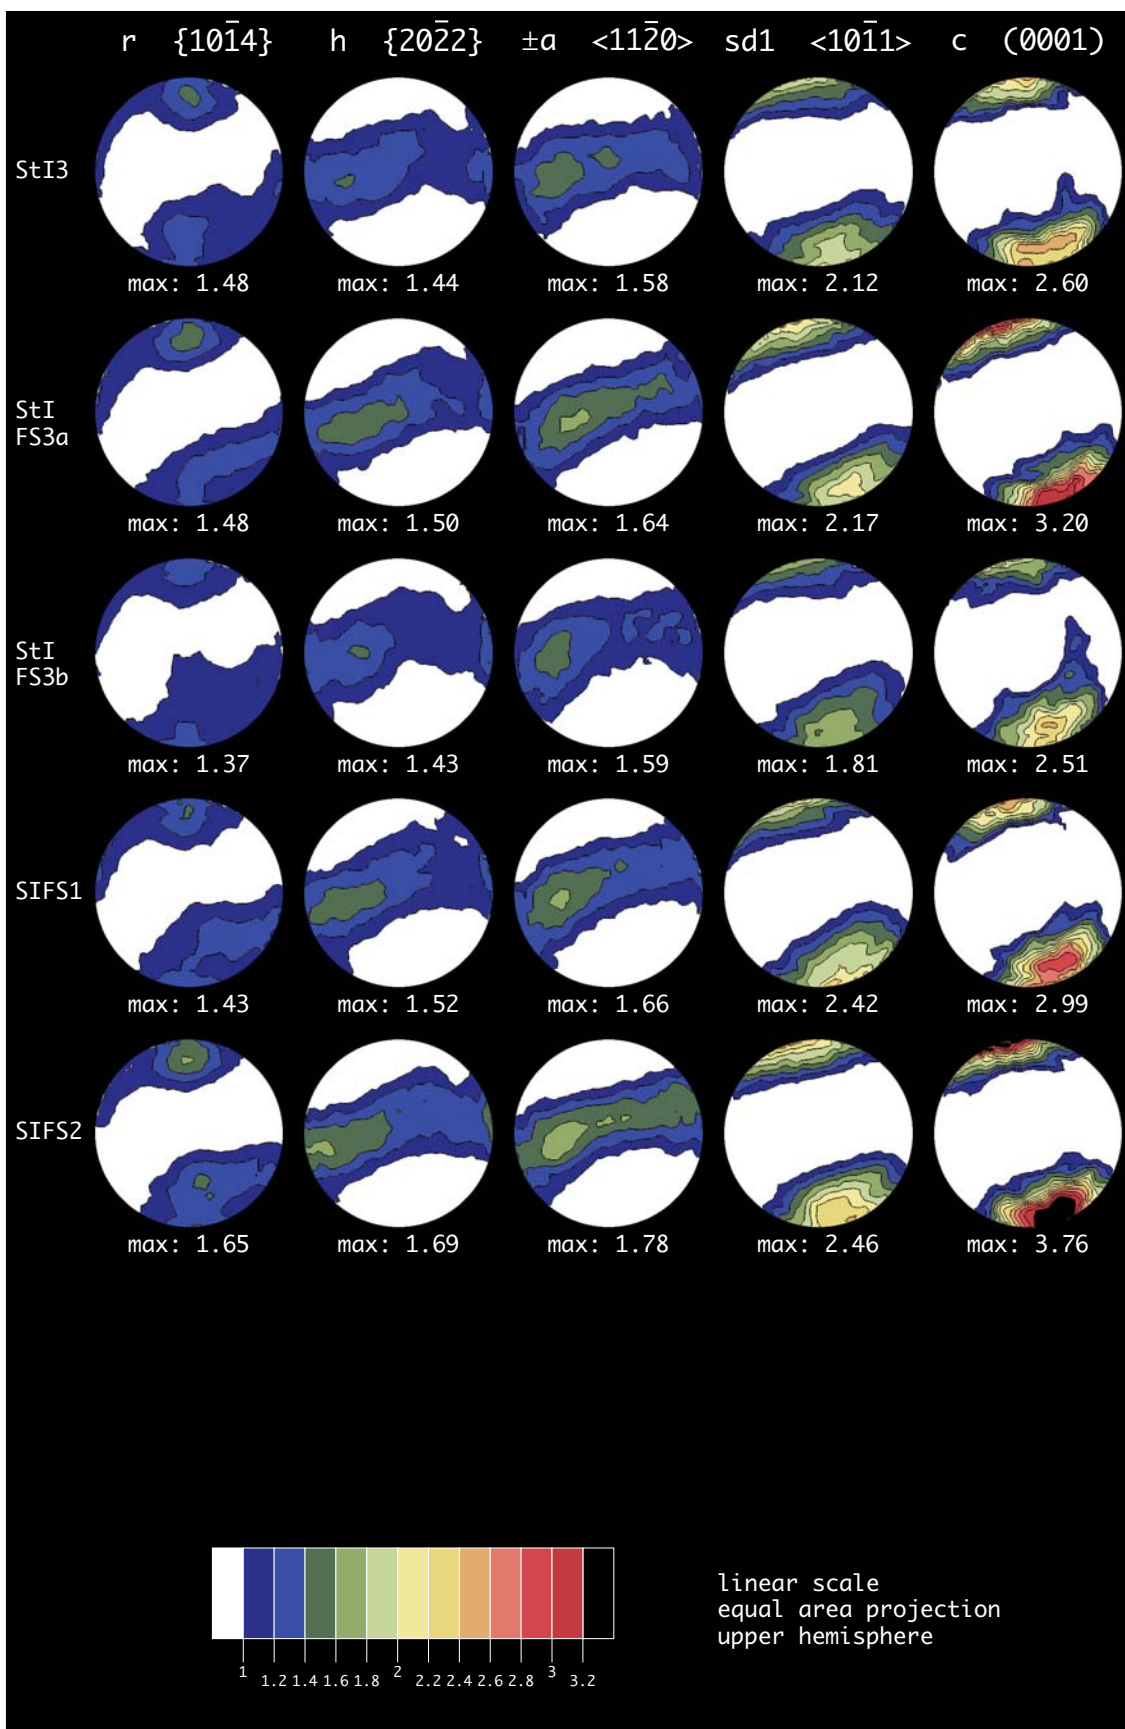 r {101̄4} h {202̄2̄} ±a <112̄0> sd1 <101̄1> c (0001)
StI3
max: 1.48 max: 1.44 max: 1.58 max: 2.12 max: 2.60
StI
FS3a
max: 1.48 max: 1.50 max: 1.64 max: 2.17 max: 3.20
StI
FS3b
max: 1.37 max: 1.43 max: 1.59 max: 1.81 max: 2.51
SIFS1
max: 1.43 max: 1.52 max: 1.66 max: 2.42 max: 2.99
SIFS2
max: 1.65 max: 1.69 max: 1.78 max: 2.46 max: 3.76
linear scale
equal area projection
upper hemisphere
1 1.2 1.4 1.6 1.8 2 2.2 2.4 2.6 2.8 3 3.2